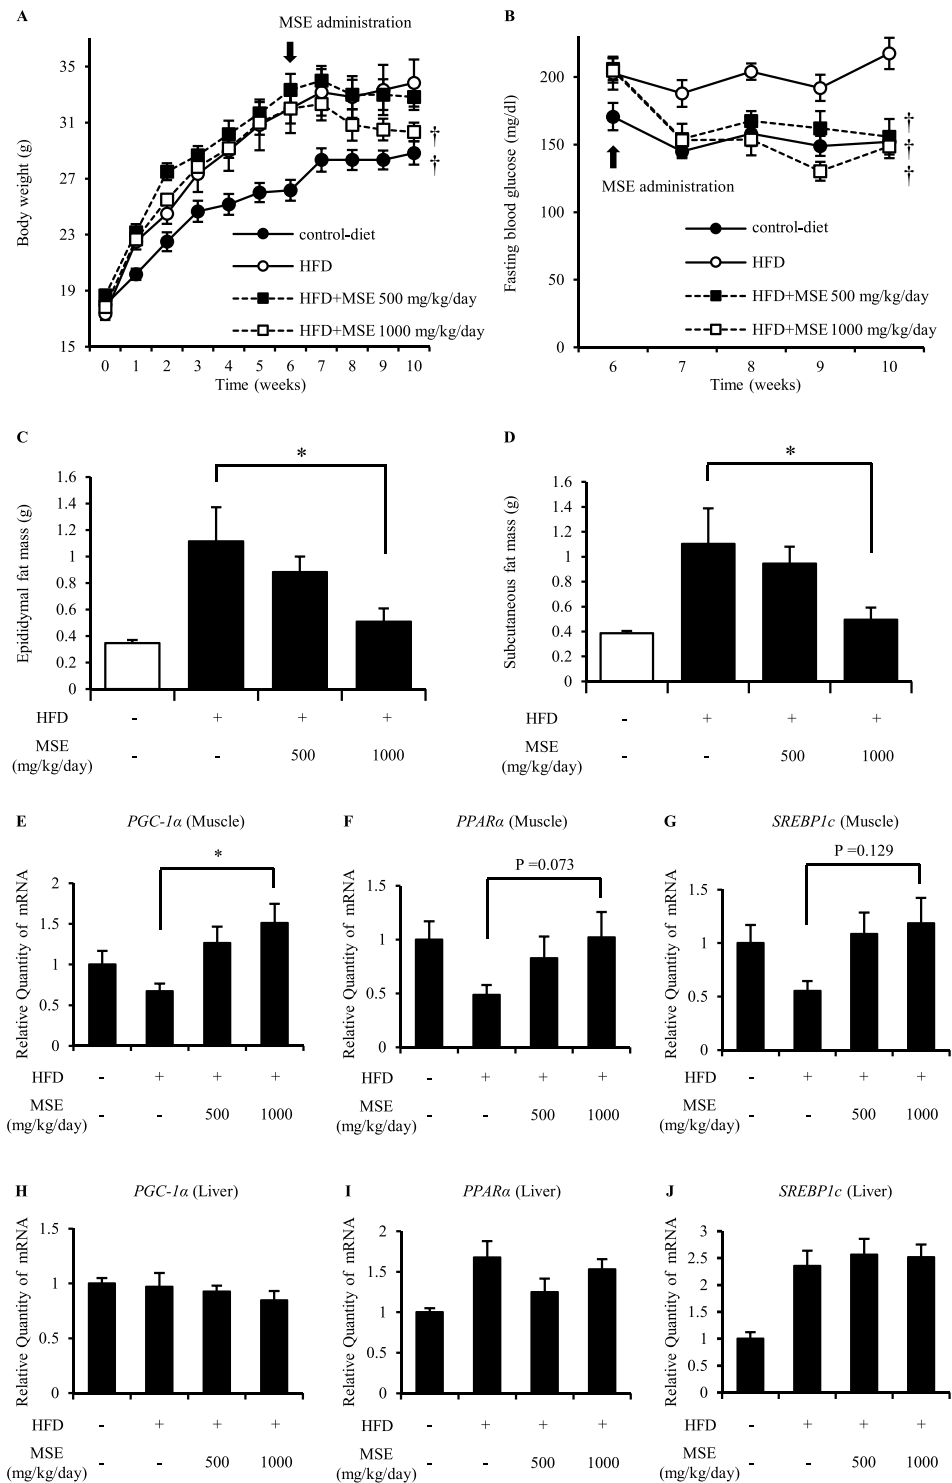 A
MSE administration
Body weight (g)
35
31
27
23
19
15
0 1 2 3 4 5 6 7 8 9 10
Time (weeks)
control-diet
HFD
HFD+MSE 500 mg/kg/day
HFD+MSE 1000 mg/kg/day
†
†
B
Fasting blood glucose (mg/dl)
200
150
100
50
0
MSE administration
control-diet
HFD
HFD+MSE 500 mg/kg/day
HFD+MSE 1000 mg/kg/day
†
†
†
6 7 8 9 10
Time (weeks)
C
*
Epididymal fat mass (g)
1.6
1.4
1.2
1
0.8
0.6
0.4
0.2
0
HFD - + + +
MSE
(mg/kg/day) - - 500 1000
D
*
Subcutaneous fat mass (g)
1.6
1.4
1.2
1
0.8
0.6
0.4
0.2
0
HFD - + + +
MSE
(mg/kg/day) - - 500 1000
E PGC-1α (Muscle)
*
Relative Quantity of mRNA
2
1.5
1
0.5
0
HFD - + + +
MSE
(mg/kg/day) - - 500 1000
F PPARα (Muscle)
P =0.073
Relative Quantity of mRNA
1.5
1
0.5
0
HFD - + + +
MSE
(mg/kg/day) - - 500 1000
G SREBP1c (Muscle)
P =0.129
Relative Quantity of mRNA
1.5
1
0.5
0
HFD - + + +
MSE
(mg/kg/day) - - 500 1000
H PGC-1α (Liver)
Relative Quantity of mRNA
1.5
1
0.5
0
HFD - + + +
MSE
(mg/kg/day) - - 500 1000
I PPARα (Liver)
Relative Quantity of mRNA
2
1.5
1
0.5
0
HFD - + + +
MSE
(mg/kg/day) - - 500 1000
J SREBP1c (Liver)
Relative Quantity of mRNA
3
2.5
2
1.5
1
0.5
0
HFD - + + +
MSE
(mg/kg/day) - - 500 1000